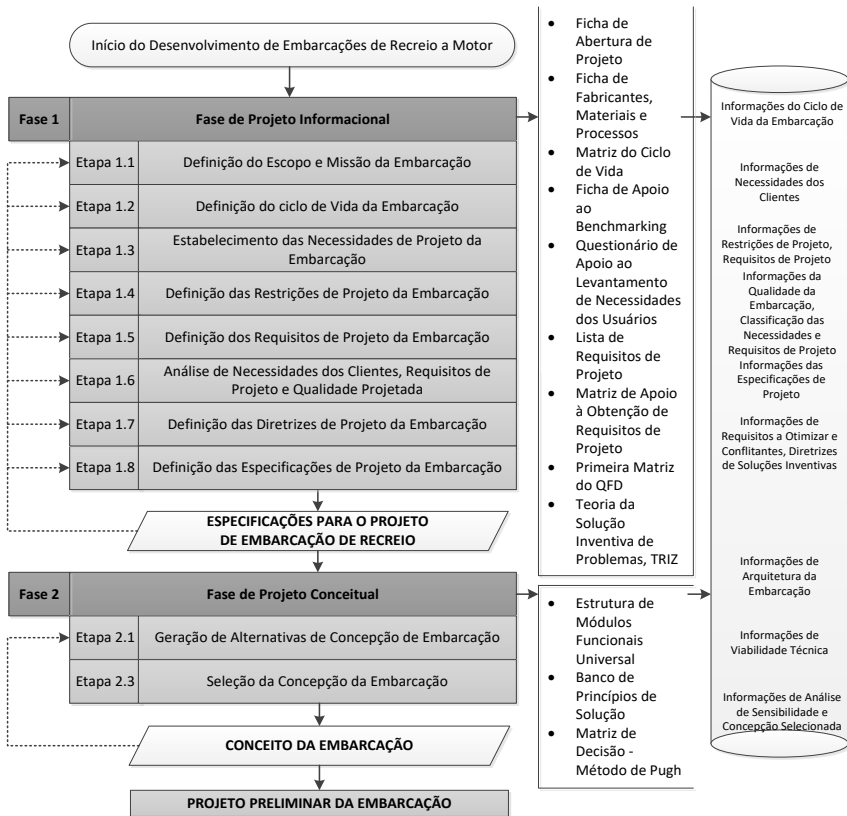 Início do Desenvolvimento de Embarcações de Recreio a Motor
Fase 1
Fase de Projeto Informacional
Etapa 1.1
Definição do Escopo e Missão da Embarcação
Etapa 1.2
Definição do ciclo de Vida da Embarcação
Etapa 1.3
Estabelecimento das Necessidades de Projeto da
Embarcação
Etapa 1.4
Definição das Restrições de Projeto da Embarcação
Etapa 1.5
Definição dos Requisitos de Projeto da Embarcação
Etapa 1.6
Análise de Necessidades dos Clientes, Requisitos de
Projeto e Qualidade Projetada
Etapa 1.7
Definição das Diretrizes de Projeto da Embarcação
Etapa 1.8
Definição das Especificações de Projeto da Embarcação
ESPECIFICAÇÕES PARA O PROJETO
DE EMBARCAÇÃO DE RECREIO
Fase 2
Fase de Projeto Conceitual
Etapa 2.1
Geração de Alternativas de Concepção de Embarcação
Etapa 2.3
Seleção da Concepção da Embarcação
CONCEITO DA EMBARCAÇÃO
PROJETO PRELIMINAR DA EMBARCAÇÃO
• Ficha de
Abertura de
Projeto
• Ficha de
Fabricantes,
Materiais e
Processos
• Matriz do Ciclo
de Vida
• Ficha de Apoio
ao
Benchmarking
• Questionário de
Apoio ao
Levantamento
de Necessidades
dos Usuários
• Lista de
Requisitos de
Projeto
• Matriz de Apoio
à Obtenção de
Requisitos de
Projeto
• Primeira Matriz
do QFD
• Teoria da
Solução
Inventiva de
Problemas, TRIZ
• Estrutura de
Módulos
Funcionais
Universal
• Banco de
Princípios de
Solução
• Matriz de
Decisão -
Método de Pugh
Informações do Ciclo de
Vida da Embarcação
Informações de
Necessidades dos
Clientes
Informações de
Restrições de Projeto,
Requisitos de Projeto
Informações da
Qualidade da
Embarcação,
Classificação das
Necessidades e
Requisitos de Projeto
Informações das
Especificações de
Projeto
Informações de
Requisitos a Otimizar e
Conflitantes, Diretrizes
de Soluções Inventivas
Informações de
Arquitetura da
Embarcação
Informações de
Viabilidade Técnica
Informações de Análise
de Sensibilidade e
Concepção Selecionada